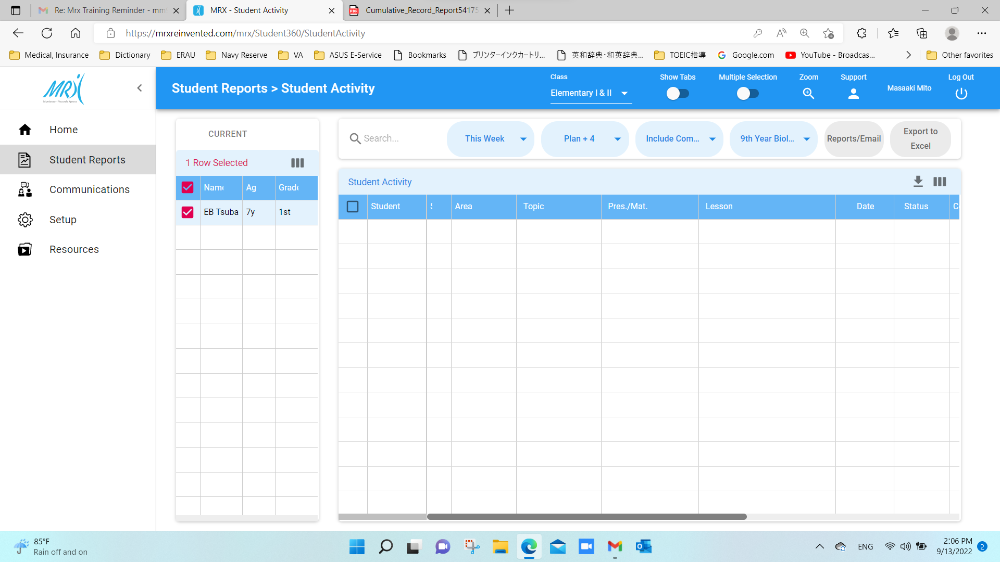 Re: Mrx Training Reminder - mm
MRX - Student Activity
Cumulative_Record_Report54175
https://mrxreinvented.com/mrx/Student360/StudentActivity
Medical, Insurance
Dictionary
ERAU
Navy Reserve
VA
ASUS E-Service
Bookmarks
プリンターインクカートリ...
英和辞典・和英辞典...
TOEIC指導
Google.com
YouTube - Broadcas...
Other favorites
MRX
Montessori Records Xpress
Student Reports > Student Activity
Class
Elementary I & II
Show Tabs
Multiple Selection
Zoom
Support
Masaaki Mito
Log Out
Home
Student Reports
Communications
Setup
Resources
CURRENT
1 Row Selected
Name Ag Grade
EB Tsuba 7y 1st
Search...
This Week
Plan + 4
Include Com...
9th Year Biol...
Reports/Email
Export to
Excel
Student Activity
Student Area Topic Pres./Mat. Lesson Date Status
85°F
Rain off and on
ENG
2:06 PM
9/13/2022
2